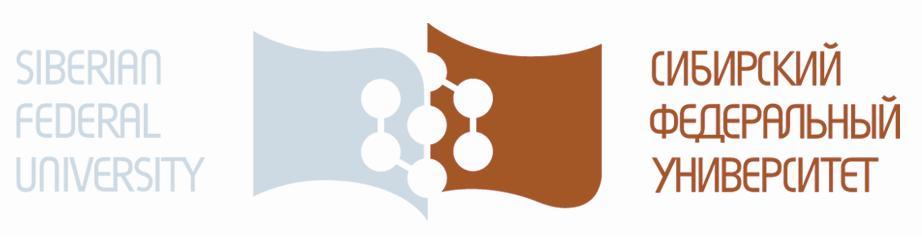 SIBERIAN
FEDERAL
UNIVERSITY
СИБИРСКИЙ
ФЕДЕРАЛЬНЫЙ
УНИВЕРСИТЕТ